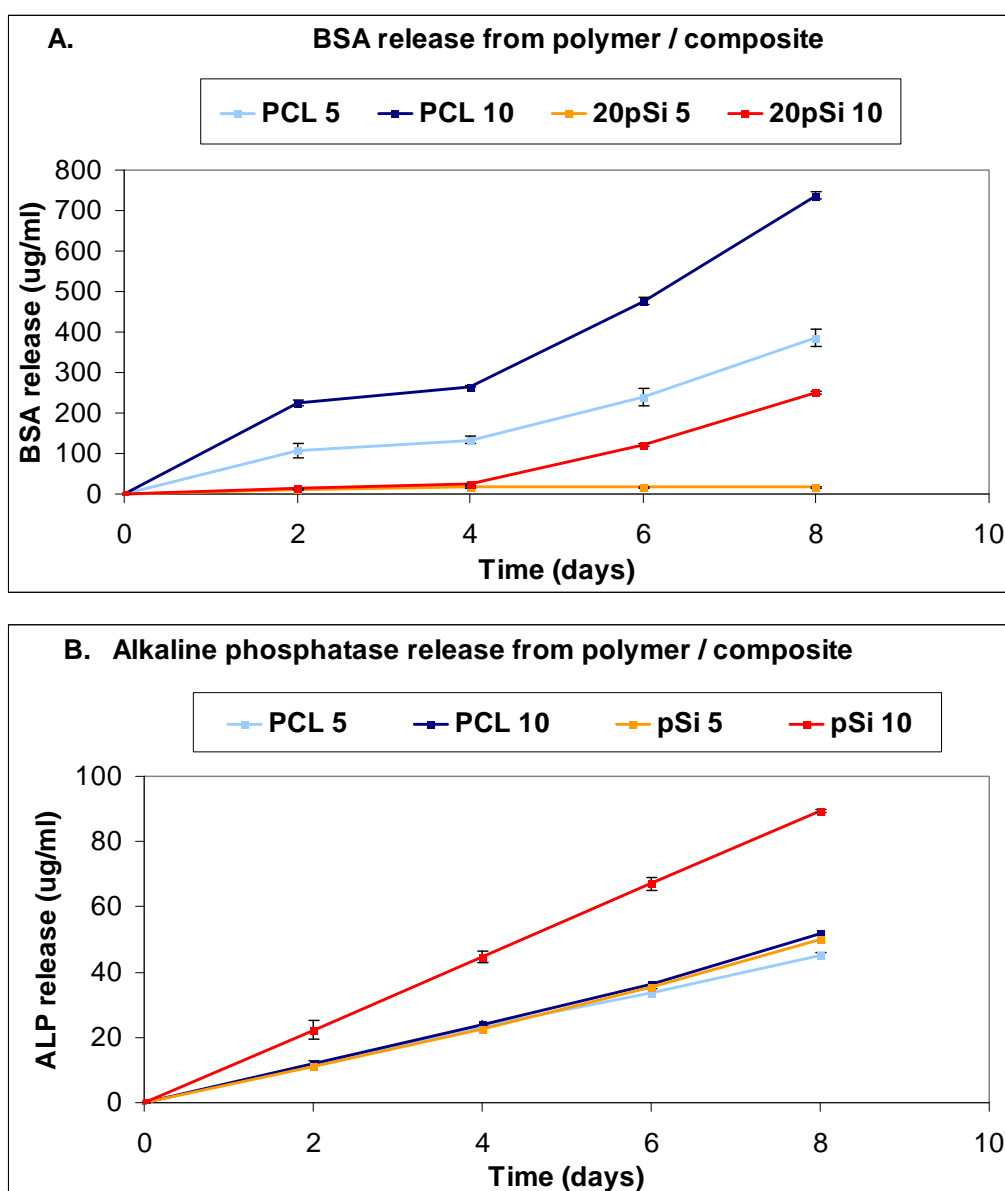 A. BSA release from polymer / composite
PCL 5 PCL 10 20pSi 5 20pSi 10
800
700
600
500
400
300
200
100
0
BSA release (ug/ml)
0 2 4 6 8 10
Time (days)
B. Alkaline phosphatase release from polymer / composite
PCL 5 PCL 10 pSi 5 pSi 10
100
80
60
40
20
0
ALP release (ug/ml)
0 2 4 6 8 10
Time (days)